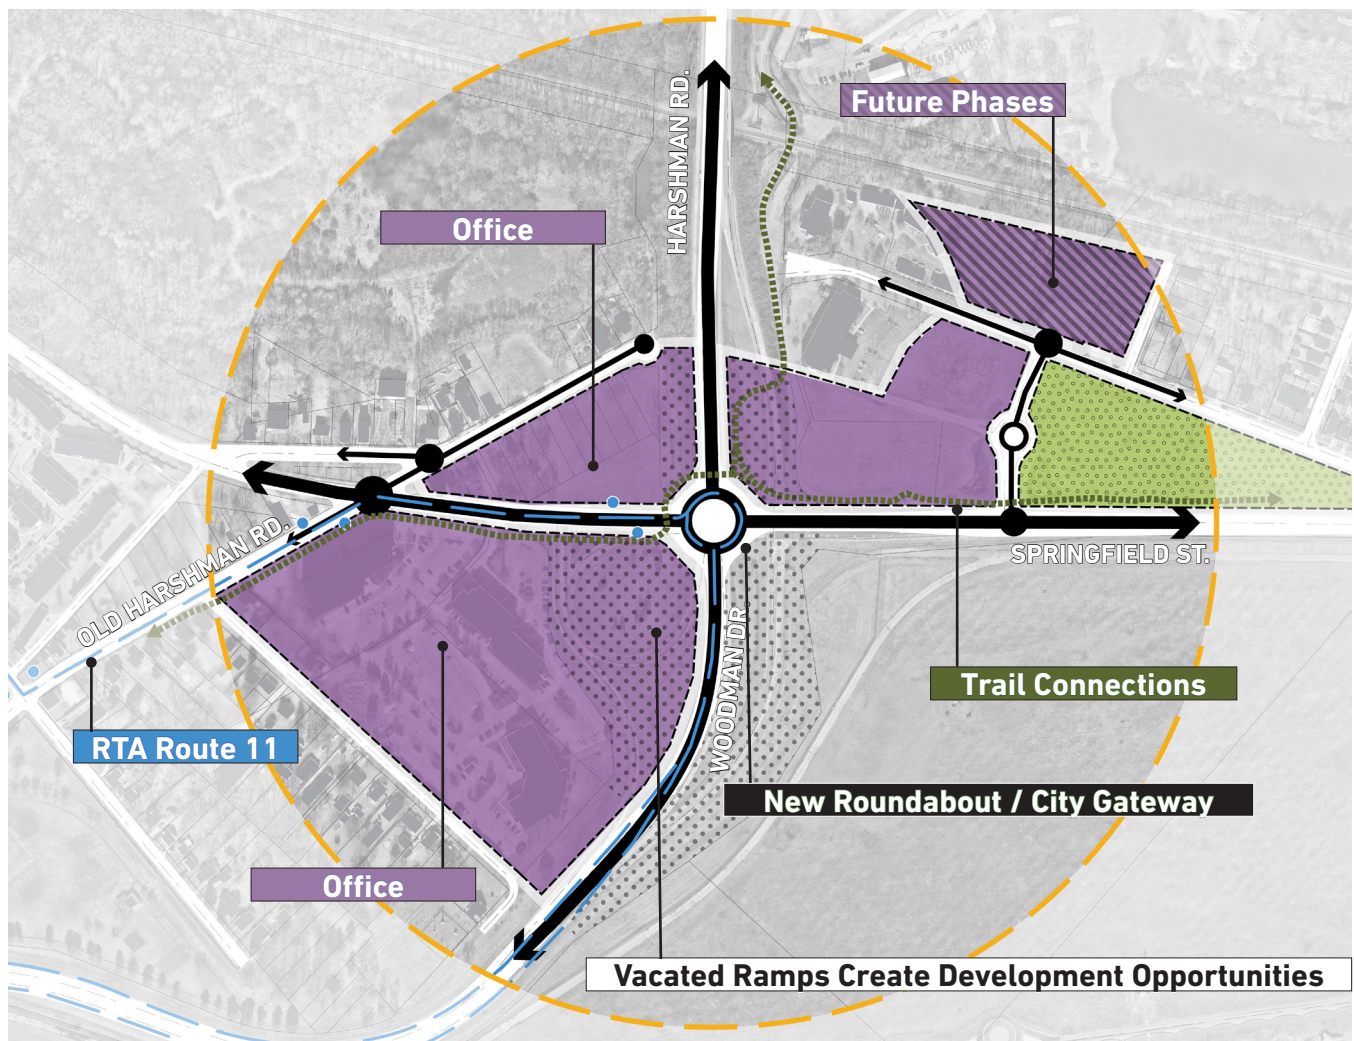 HARSHMAN RD.
Future Phases
Office
OLD HARSHMAN RD.
SPRINGFIELD ST.
WOODMAN DR.
Trail Connections
RTA Route 11
New Roundabout / City Gateway
Office
Vacated Ramps Create Development Opportunities